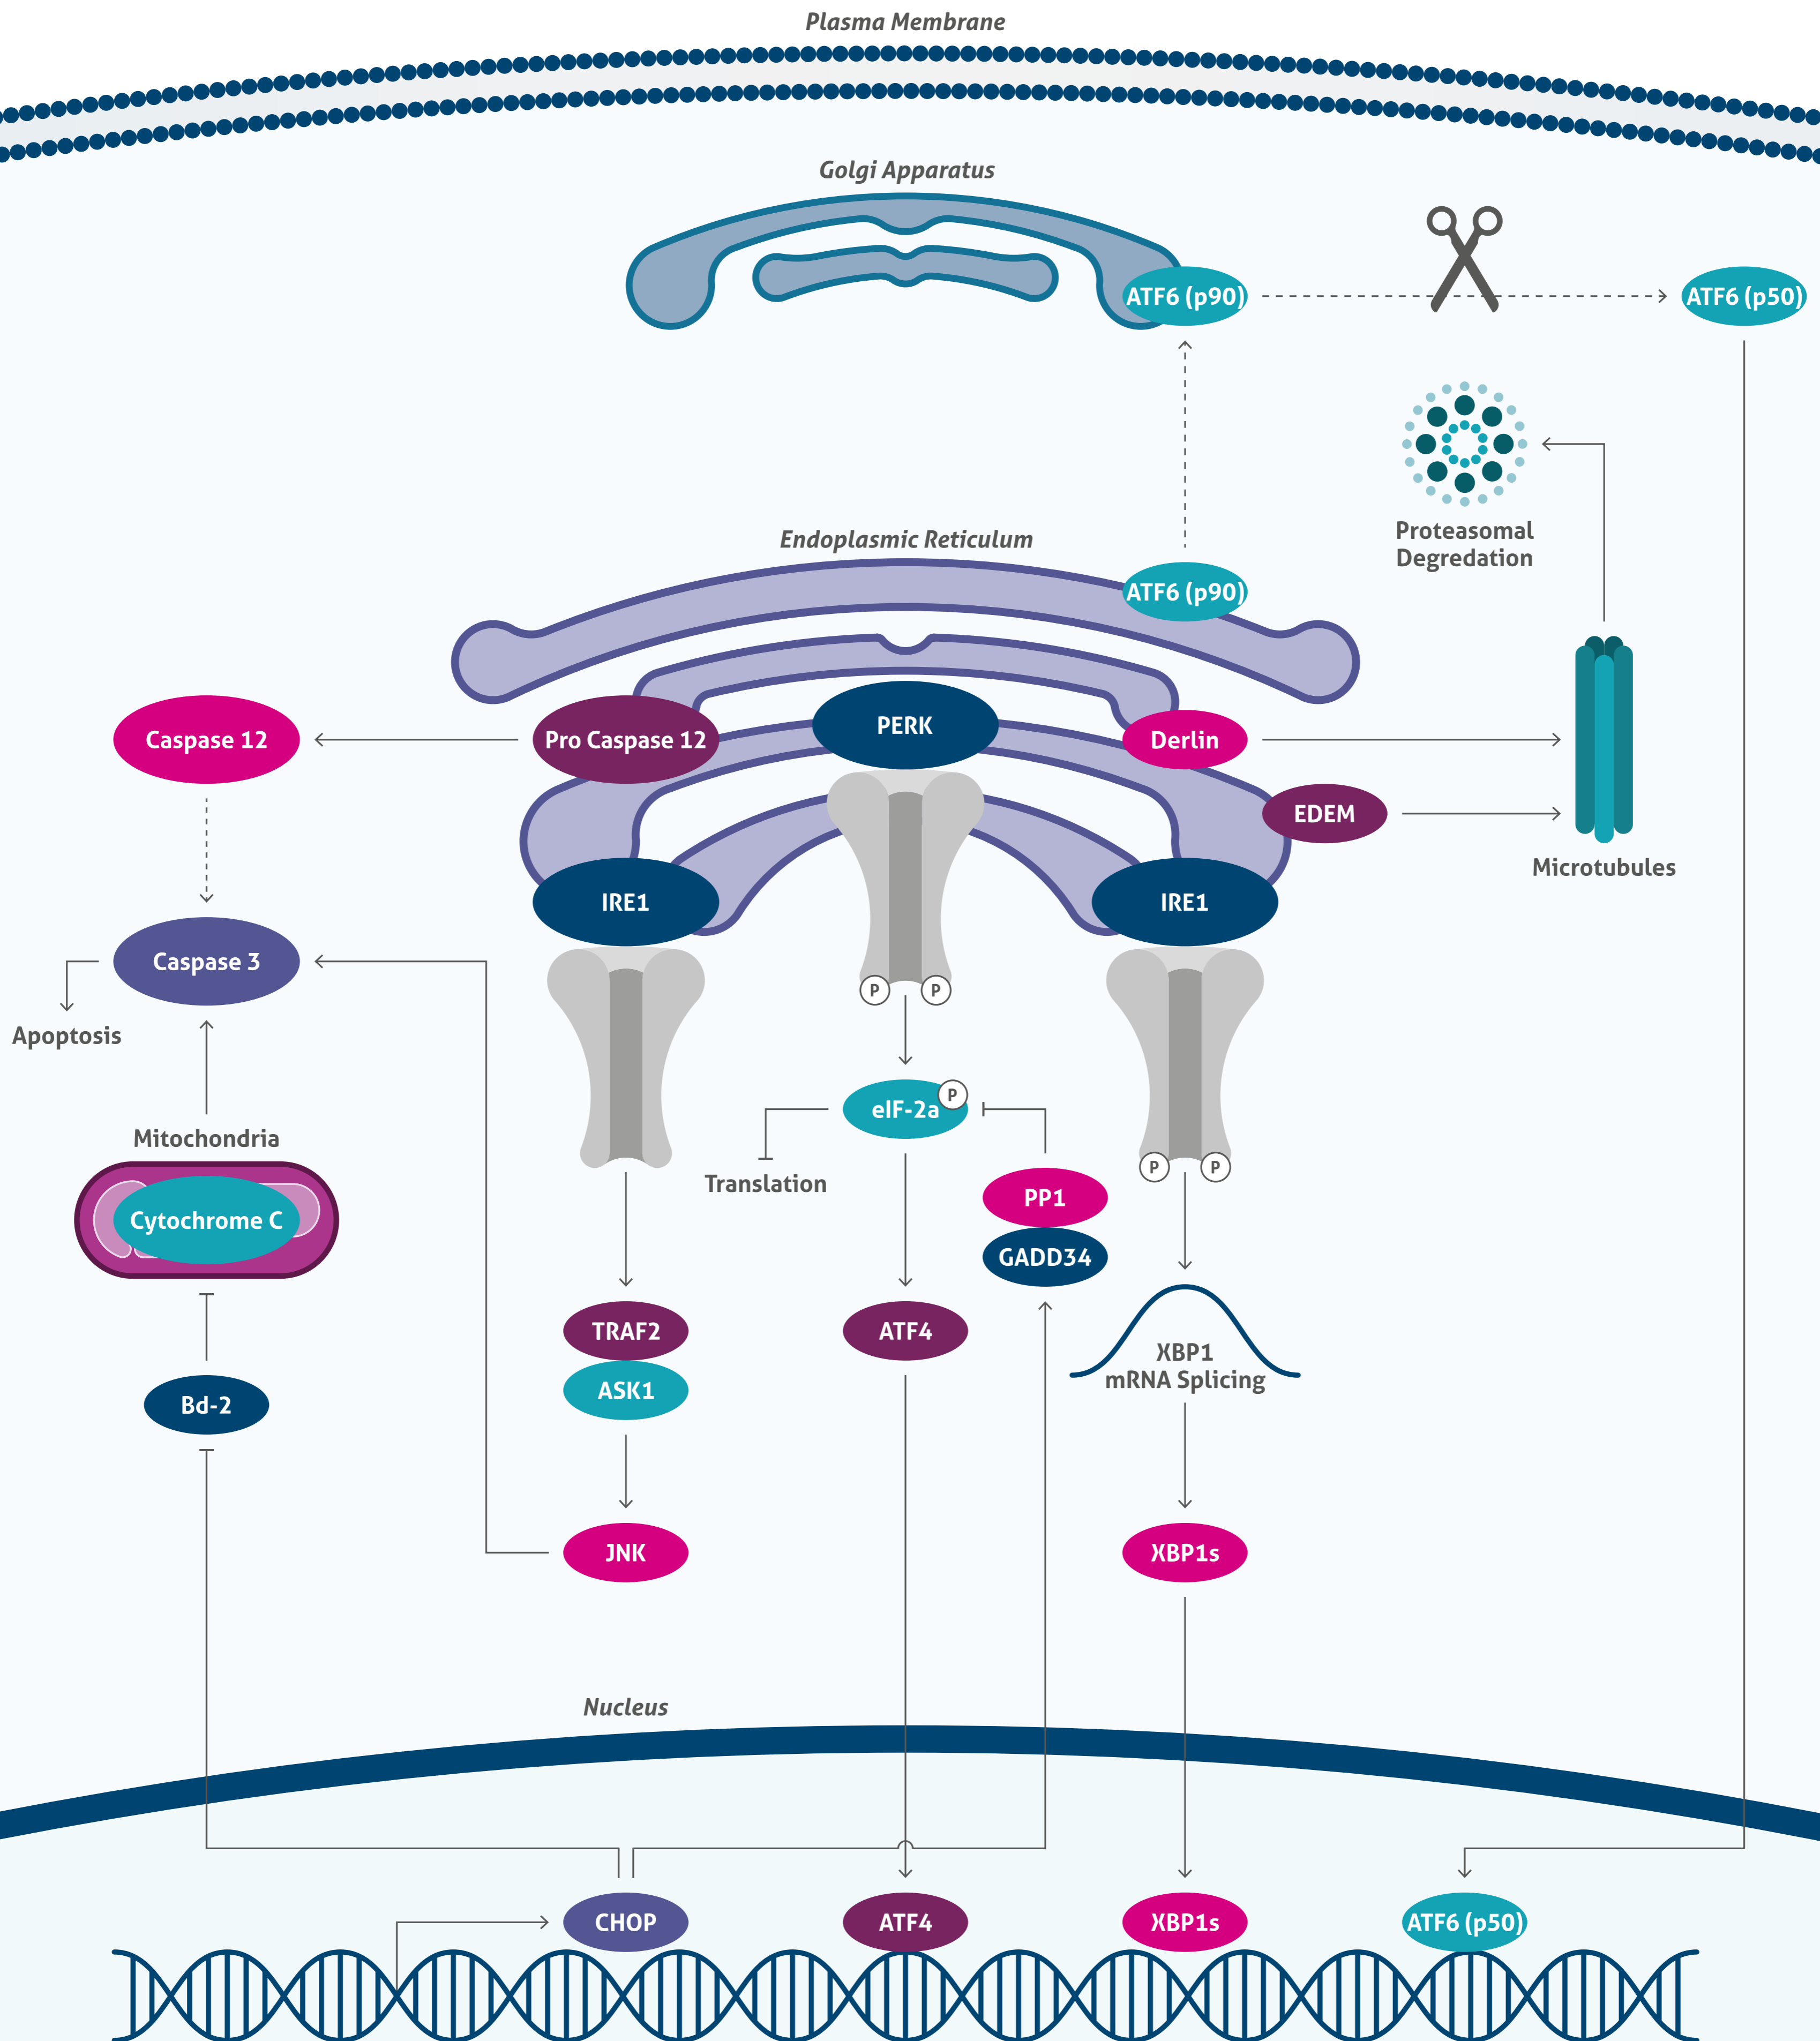 Plasma Membrane
Golgi Apparatus
ATF6 (p90)
ATF6 (p50)
Proteasomal
Degredation
Endoplasmic Reticulum
ATF6 (p90)
Caspase 12
Pro Caspase 12
PERK
Derlin
EDEM
Microtubules
IRE1
IRE1
Caspase 3
P
P
Apoptosis
eIF-2a
P
Mitochondria
Translation
P
P
PP1
Cytochrome C
GADD34
TRAF2
ATF4
XBP1
mRNA Splicing
ASK1
Bd-2
JNK
XBP1s
Nucleus
CHOP
ATF4
XBP1s
ATF6 (p50)